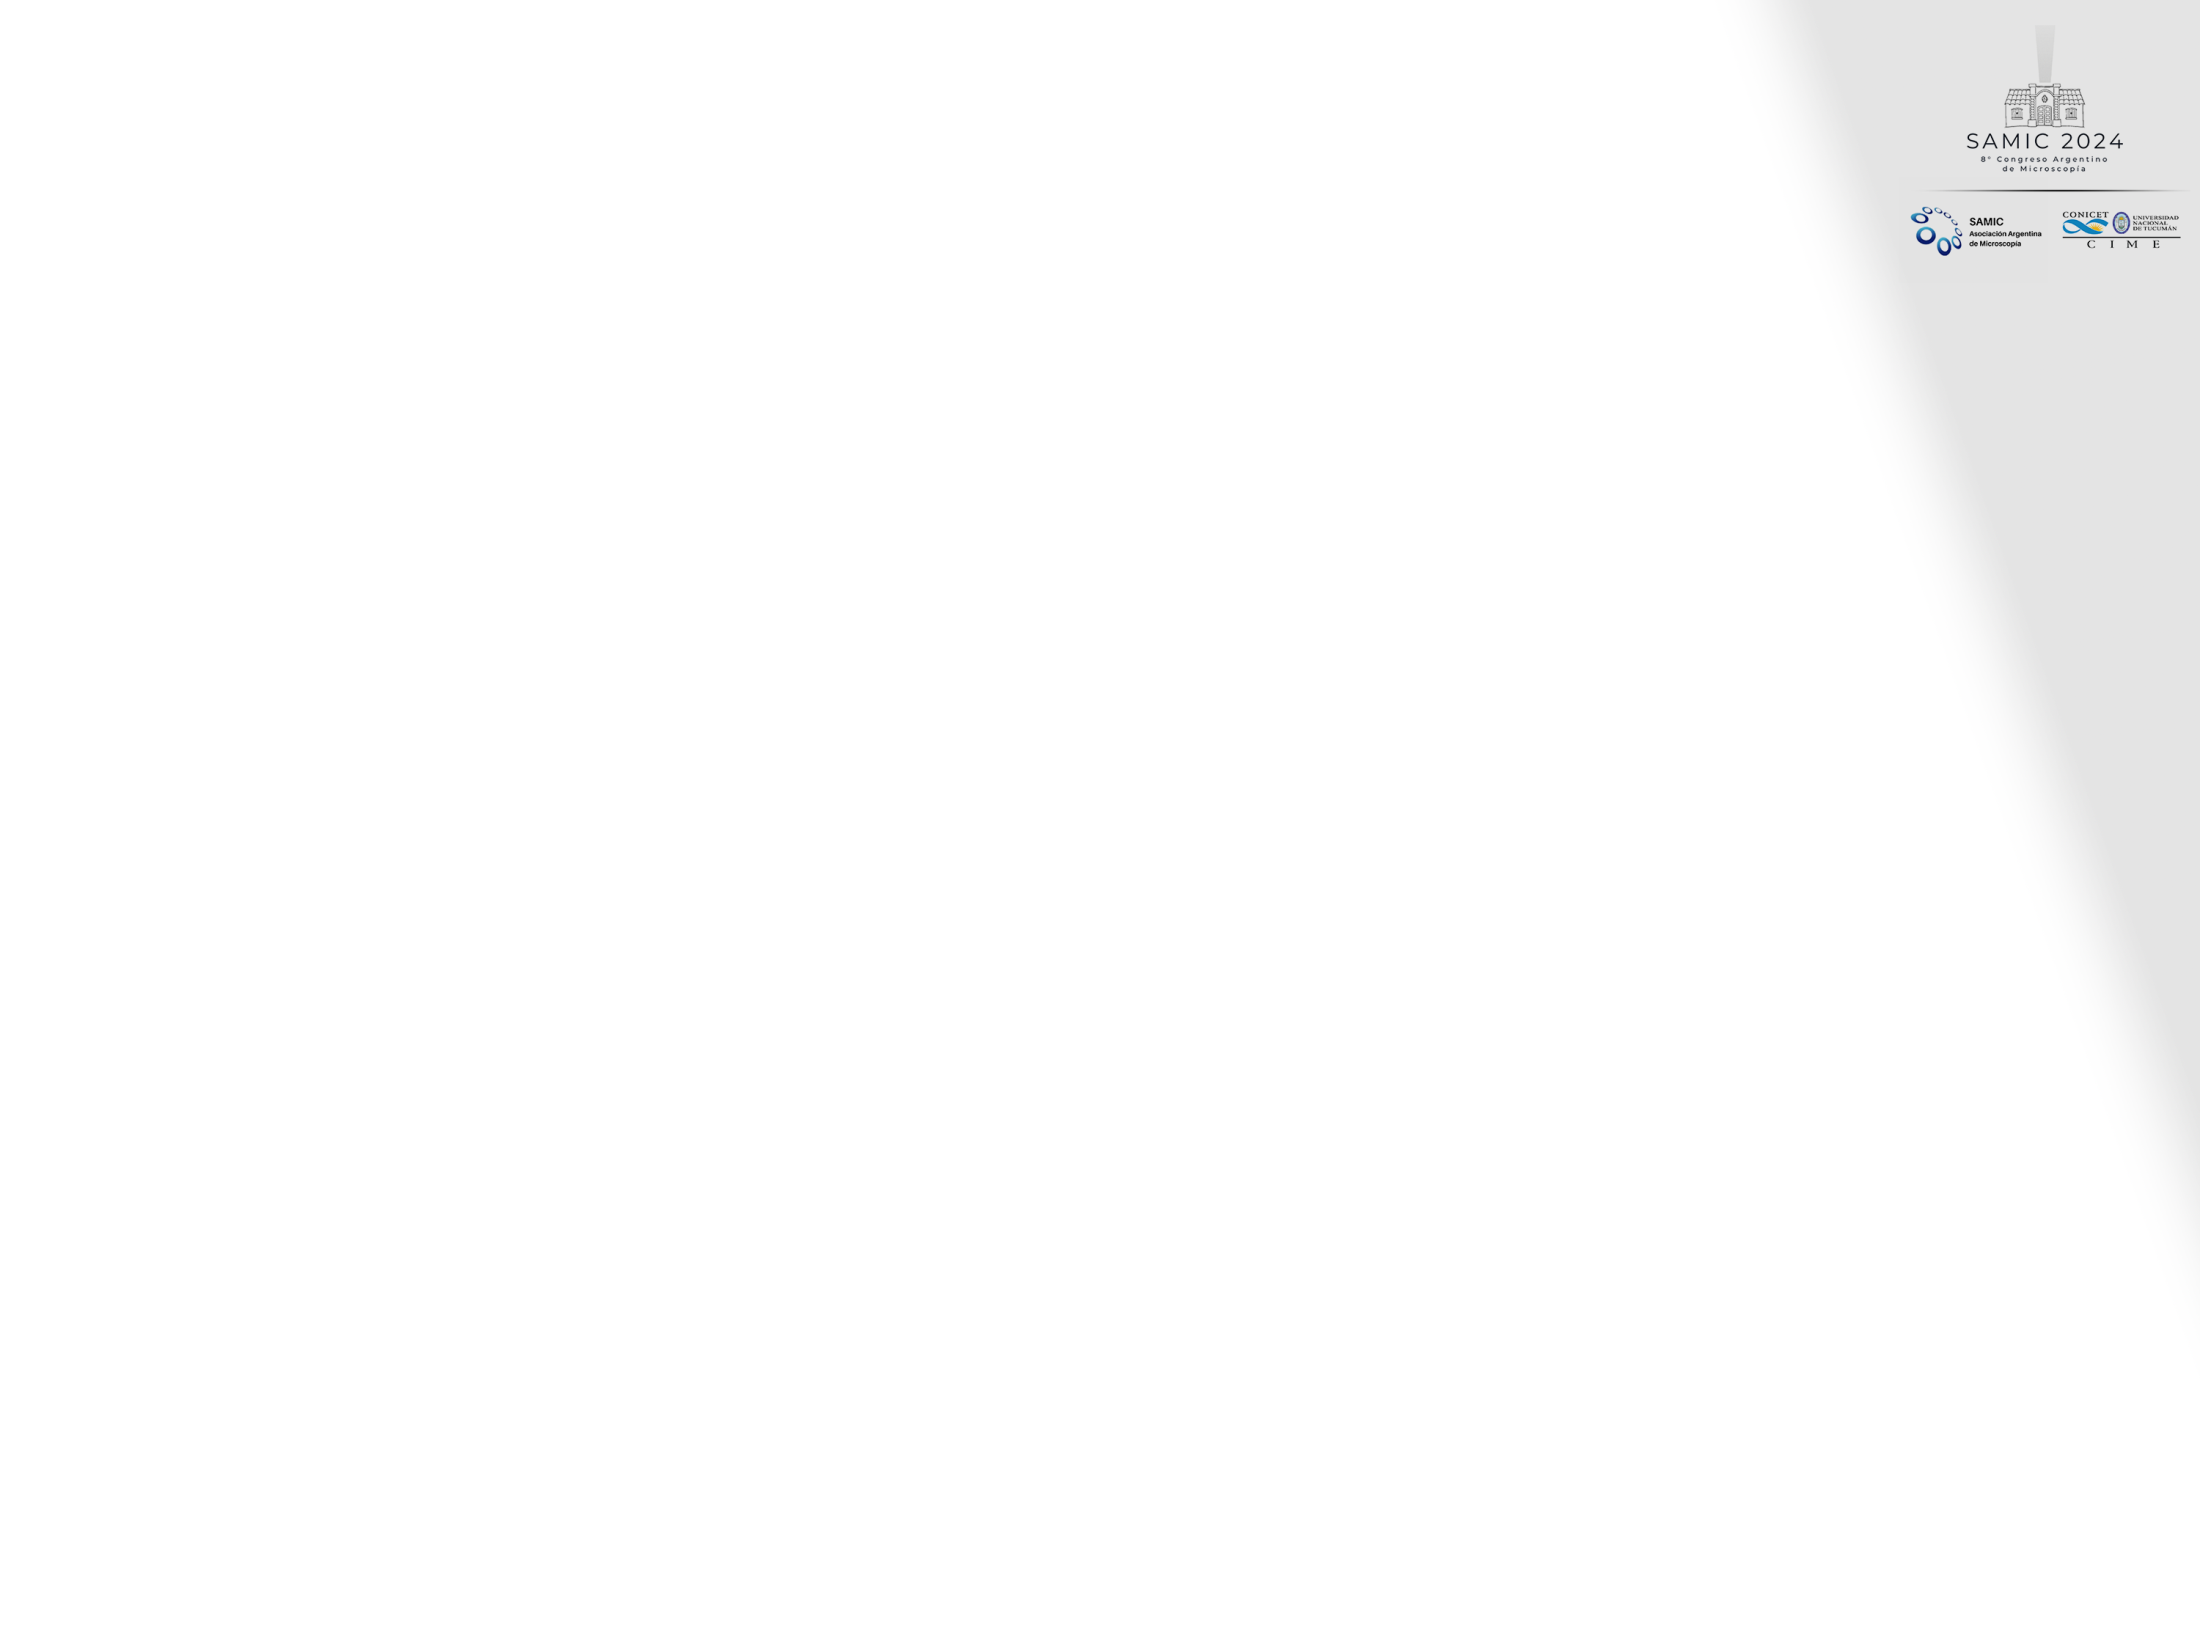 SAMIC 2024
8° Congreso Argentino
de Microscopía
SAMIC
Asociación Argentina
de Microscopía
CONICET
UNIVERSIDAD
NACIONAL
DE TUCUMÁN
C I M E